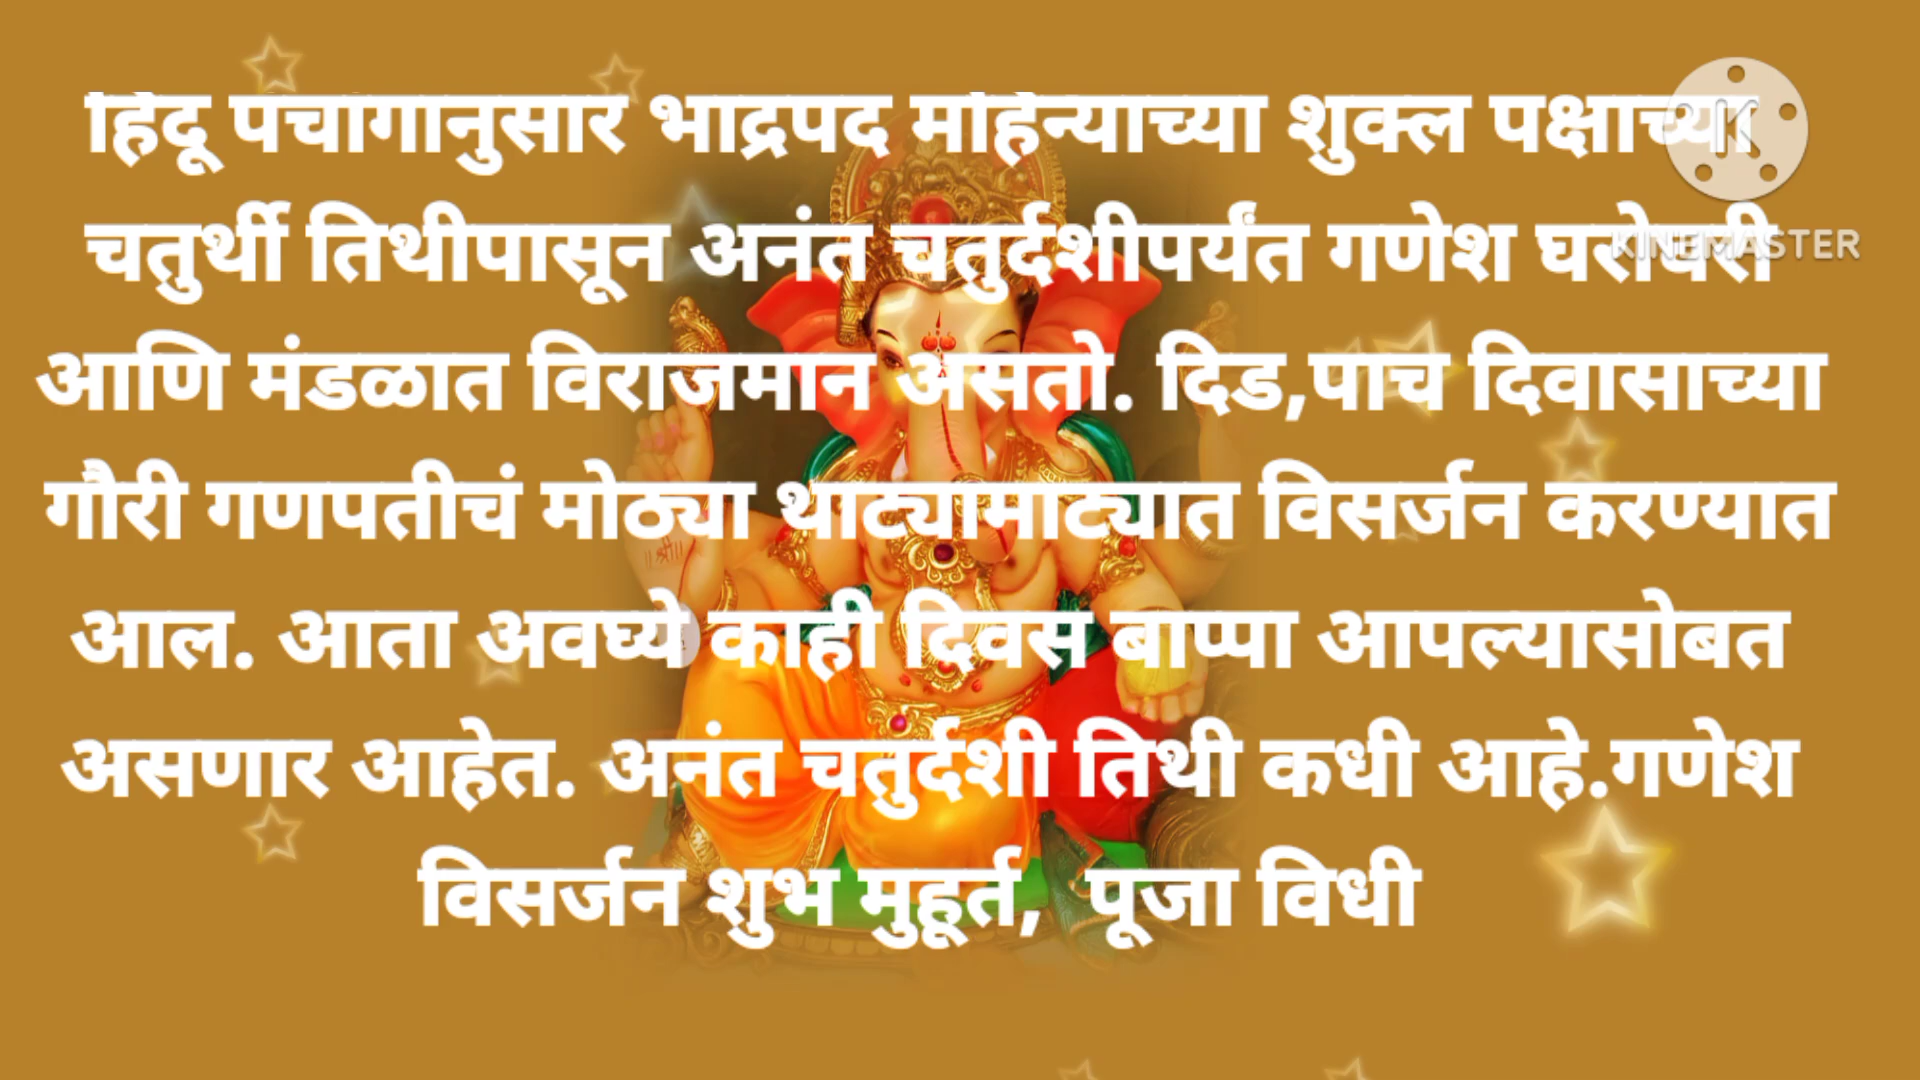 हिंदू पंचांगानुसार भाद्रपद महिन्याच्या शुक्ल पक्षाच्या
चतुर्थी तिथीपासून अनंत चतुर्दशीपर्यंत गणेश घरोघरी
आणि मंडळात विराजमान असतो. दिड,पाच दिवासाच्या
गौरी गणपतीचं मोठ्या थाट्यामाट्यात विसर्जन करण्यात
आल. आता अवघ्ये काही दिवस बाप्पा आपल्यासोबत
असणार आहेत. अनंत चतुर्दशी तिथी कधी आहे.गणेश
विसर्जन शुभ मुहूर्त, पूजा विधी
K
KINEMASTER